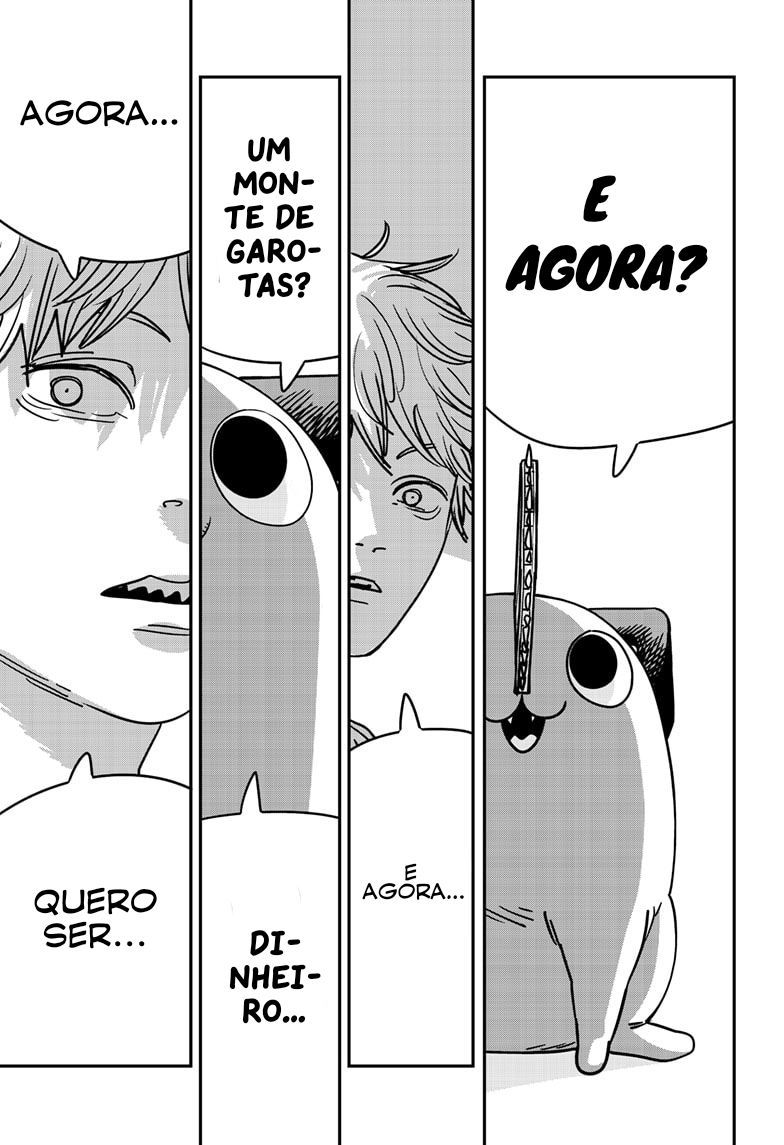 E
AGORA?
E
AGORA...
UM
MON-
TE DE
GARO-
TAS?
DI-
NHEI-
RO...
AGORA...
QUERO
SER...